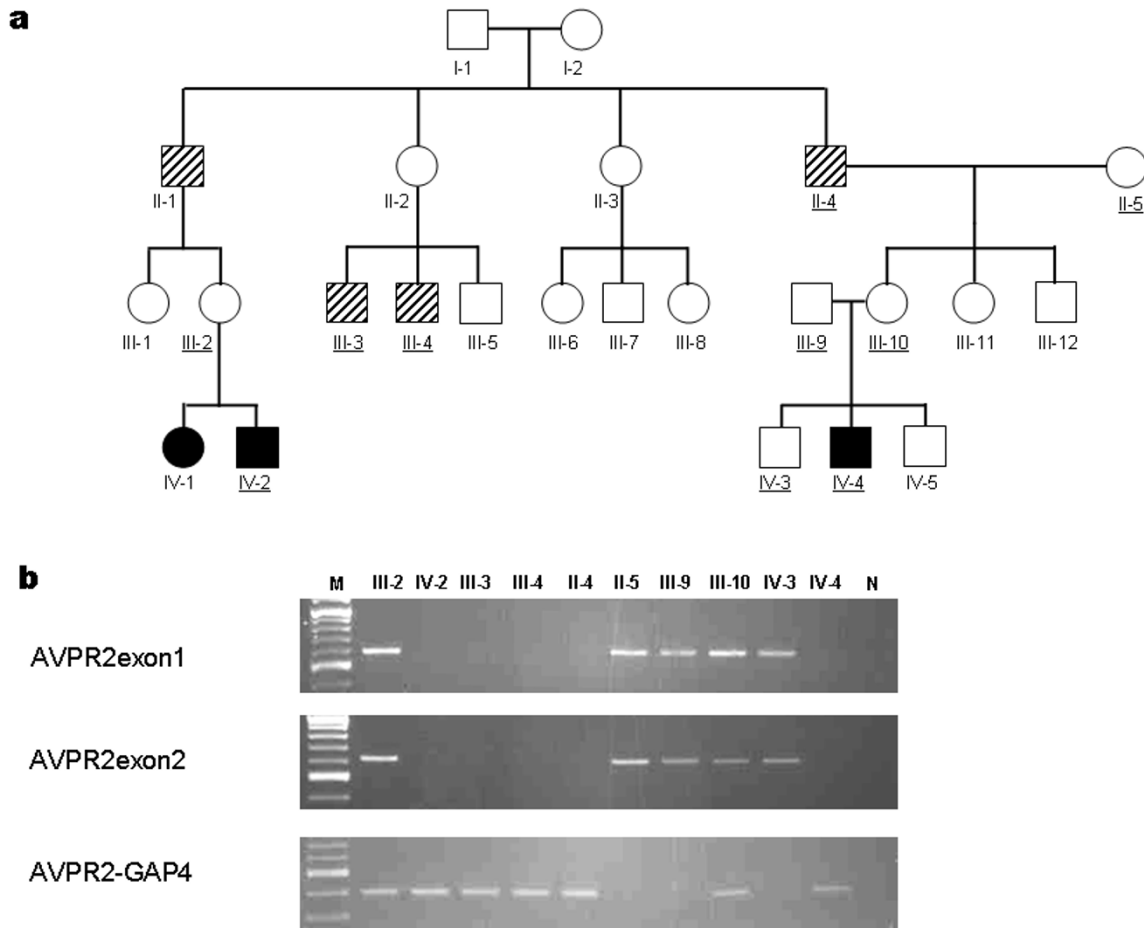 a
I-1 I-2
II-1 II-2 II-3 II-4 II-5
III-1 III-2 III-3 III-4 III-5 III-6 III-7 III-8 III-9 III-10 III-11 III-12
IV-1 IV-2 IV-3 IV-4 IV-5
b
M III-2 IV-2 III-3 III-4 II-4 II-5 III-9 III-10 IV-3 IV-4 N
AVPR2exon1
AVPR2exon2
AVPR2-GAP4